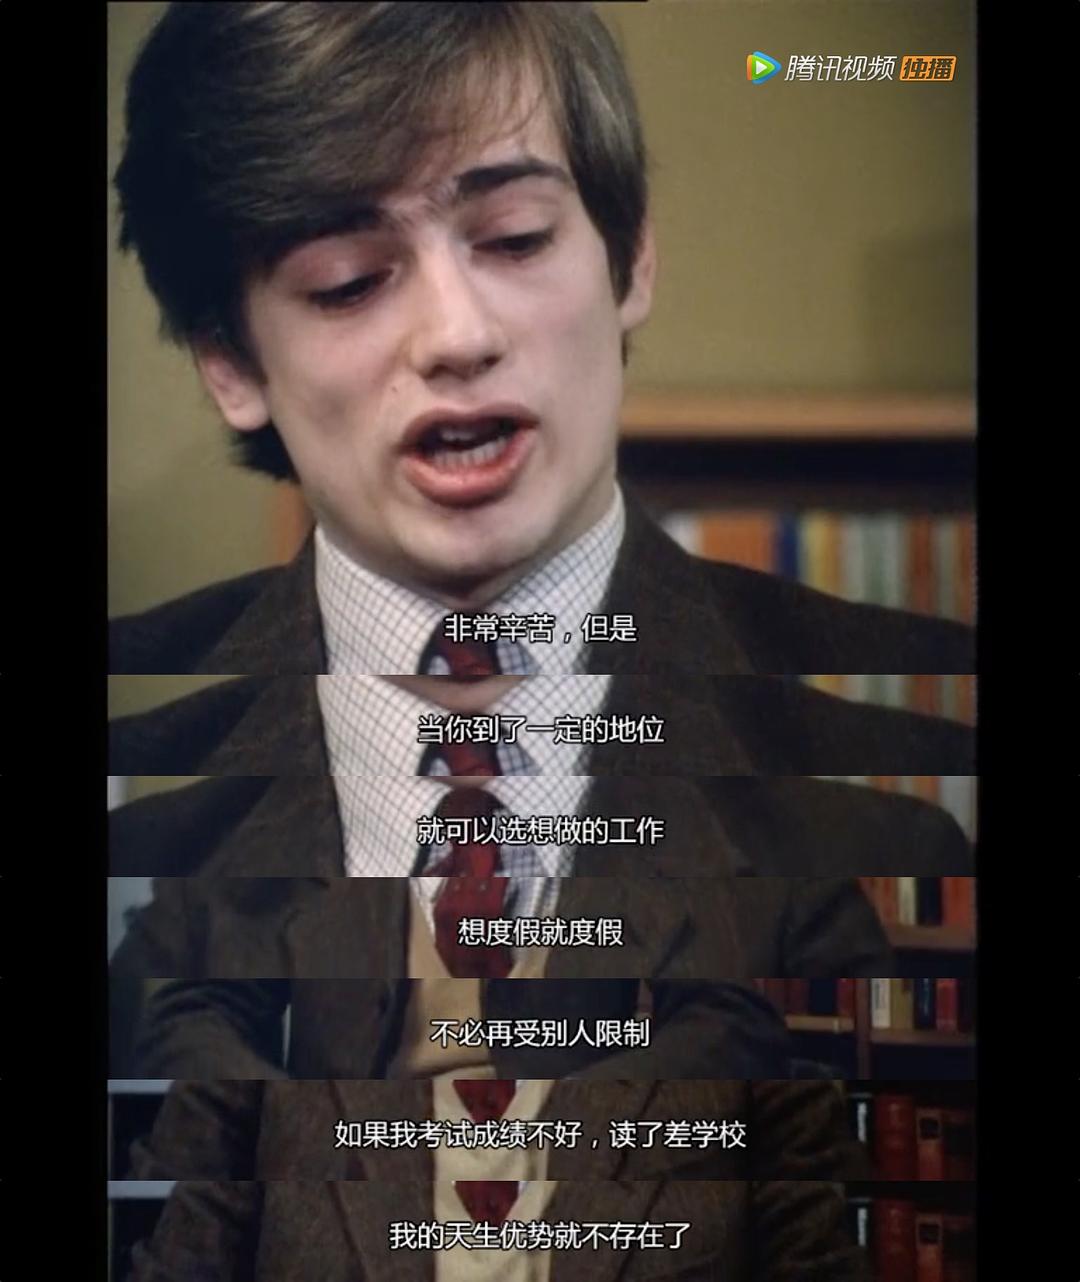 腾讯视频 独播
非常辛苦，但是
当你到了一定的地位
就可以选想做的工作
想度假就度假
不必再受别人限制
如果我考试成绩不好，读了差学校
我的天生优势就不存在了